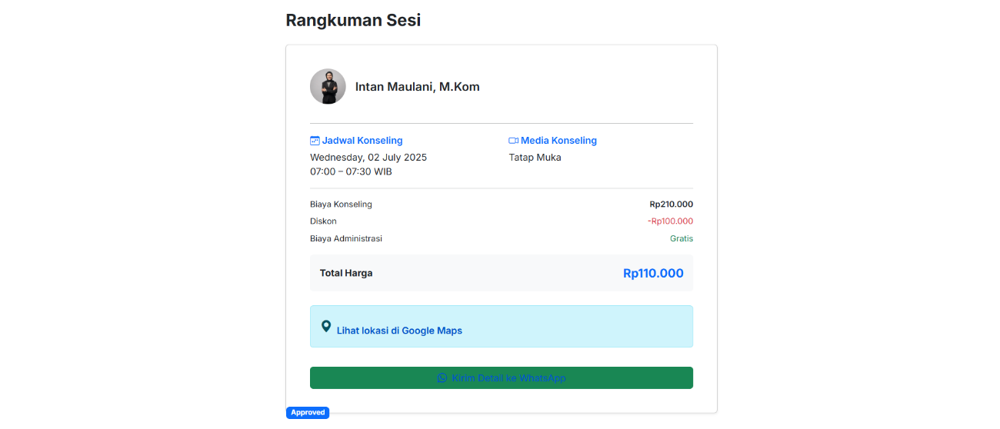 Rangkuman Sesi
Intan Maulani, M.Kom
Jadwal Konseling
Media Konseling
Wednesday, 02 July 2025
Tatap Muka
07:00 – 07:30 WIB
Biaya Konseling Rp210.000
Diskon -Rp100.000
Biaya Administrasi Gratis
Total Harga Rp110.000
Lihat lokasi di Google Maps
Kirim Detail ke WhatsApp
Approved